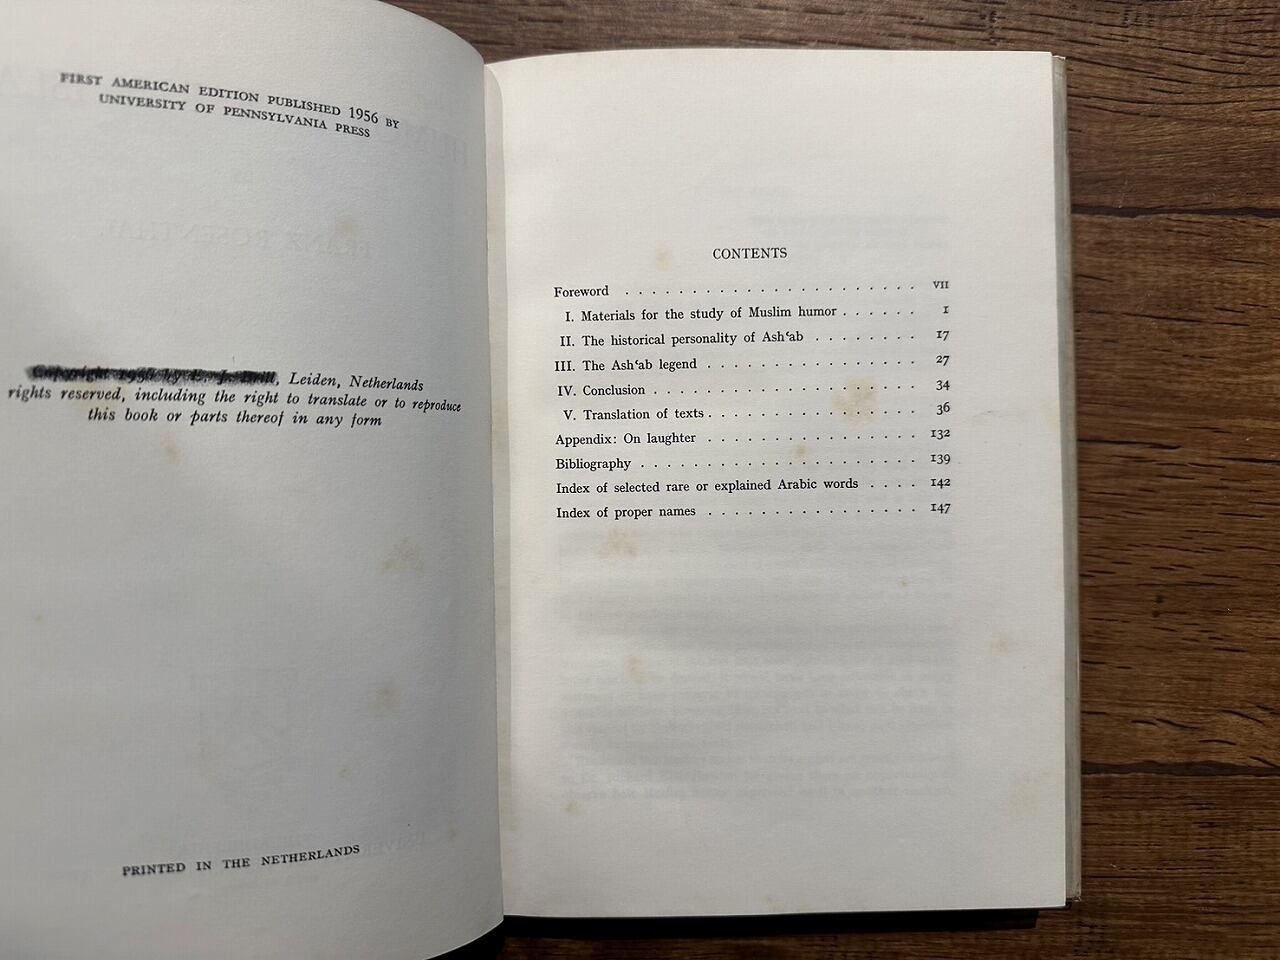 FIRST AMERICAN EDITION PUBLISHED 1956 BY
UNIVERSITY OF PENNSYLVANIA PRESS
Copyright 1956 by E. J. Brill, Leiden, Netherlands
rights reserved, including the right to translate or to reproduce
this book or parts thereof in any form
PRINTED IN THE NETHERLANDS
CONTENTS
Foreword . . . . . . . . . . . . . . . . . . . . . . VII
I. Materials for the study of Muslim humor . . . . . . 1
II. The historical personality of Ash‘ab . . . . . . . . 17
III. The Ash‘ab legend . . . . . . . . . . . . . . . . . 27
IV. Conclusion . . . . . . . . . . . . . . . . . . . . 34
V. Translation of texts . . . . . . . . . . . . . . . . 36
Appendix: On laughter . . . . . . . . . . . . . . . . 132
Bibliography . . . . . . . . . . . . . . . . . . . . . 139
Index of selected rare or explained Arabic words . . . . 142
Index of proper names . . . . . . . . . . . . . . . . 147